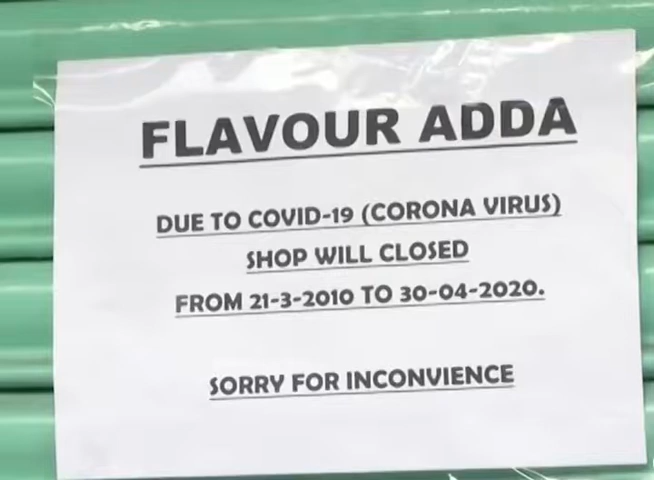 FLAVOUR ADDA
DUE TO COVID-19 (CORONA VIRUS)
SHOP WILL CLOSED
FROM 21-3-2010 TO 30-04-2020.
SORRY FOR INCONVIENCE